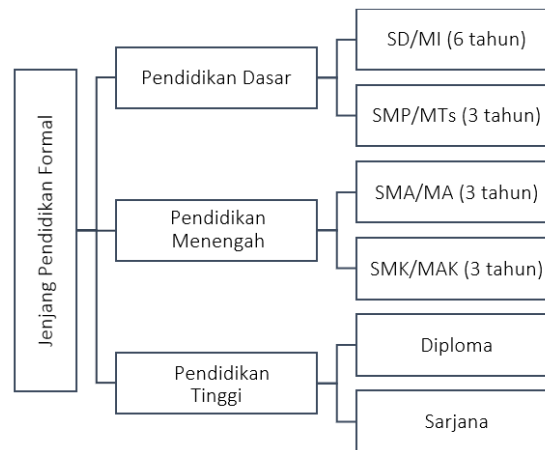 Jenjang Pendidikan Formal
Pendidikan Dasar
SD/MI (6 tahun)
SMP/MTs (3 tahun)
Pendidikan
Menengah
SMA/MA (3 tahun)
SMK/MAK (3 tahun)
Pendidikan
Tinggi
Diploma
Sarjana